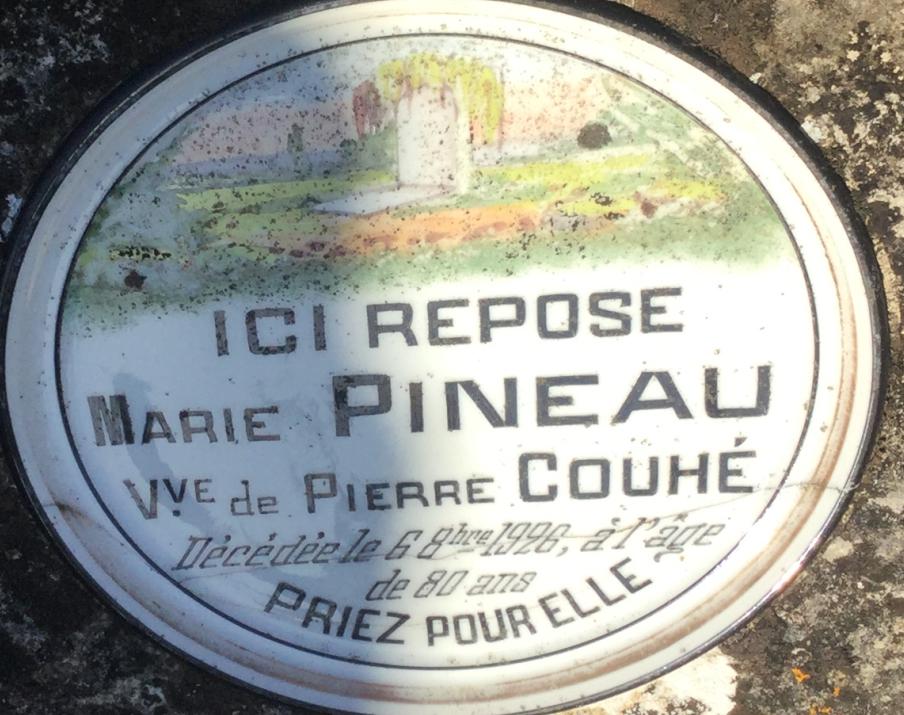 ICI REPOSE
MARIE PINEAU
Vve de PIERRE COUHÉ
Décédée le 6 8bre 1926, à l'âge
de 80 ans
PRIEZ POUR ELLE